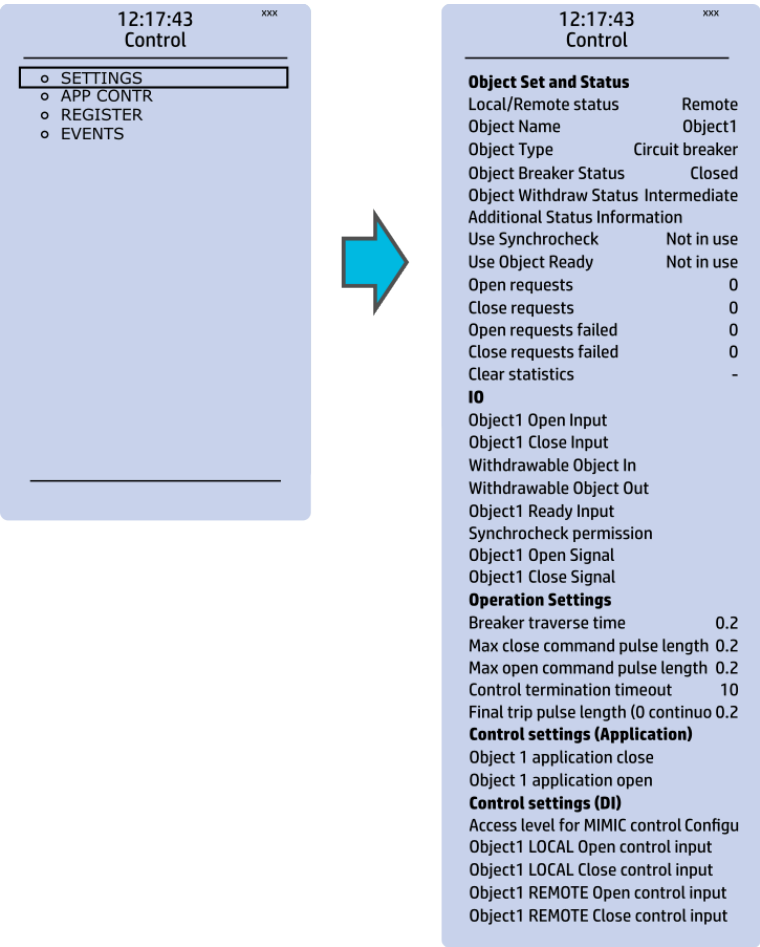 12:17:43 xxx
Control
SETTINGS
APP CONTR
REGISTER
EVENTS
12:17:43 xxx
Control
Object Set and Status
Local/Remote status Remote
Object Name Object1
Object Type Circuit breaker
Object Breaker Status Closed
Object Withdraw Status Intermediate
Additional Status Information
Use Synchrocheck Not in use
Use Object Ready Not in use
Open requests 0
Close requests 0
Open requests failed 0
Close requests failed 0
Clear statistics -
IO
Object1 Open Input
Object1 Close Input
Withdrawable Object In
Withdrawable Object Out
Object1 Ready Input
Synchrocheck permission
Object1 Open Signal
Object1 Close Signal
Operation Settings
Breaker traverse time 0.2
Max close command pulse length 0.2
Max open command pulse length 0.2
Control termination timeout 10
Final trip pulse length (0 continuo 0.2
Control settings (Application)
Object 1 application close
Object 1 application open
Control settings (DI)
Access level for MIMIC control Configu
Object1 LOCAL Open control input
Object1 LOCAL Close control input
Object1 REMOTE Open control input
Object1 REMOTE Close control input